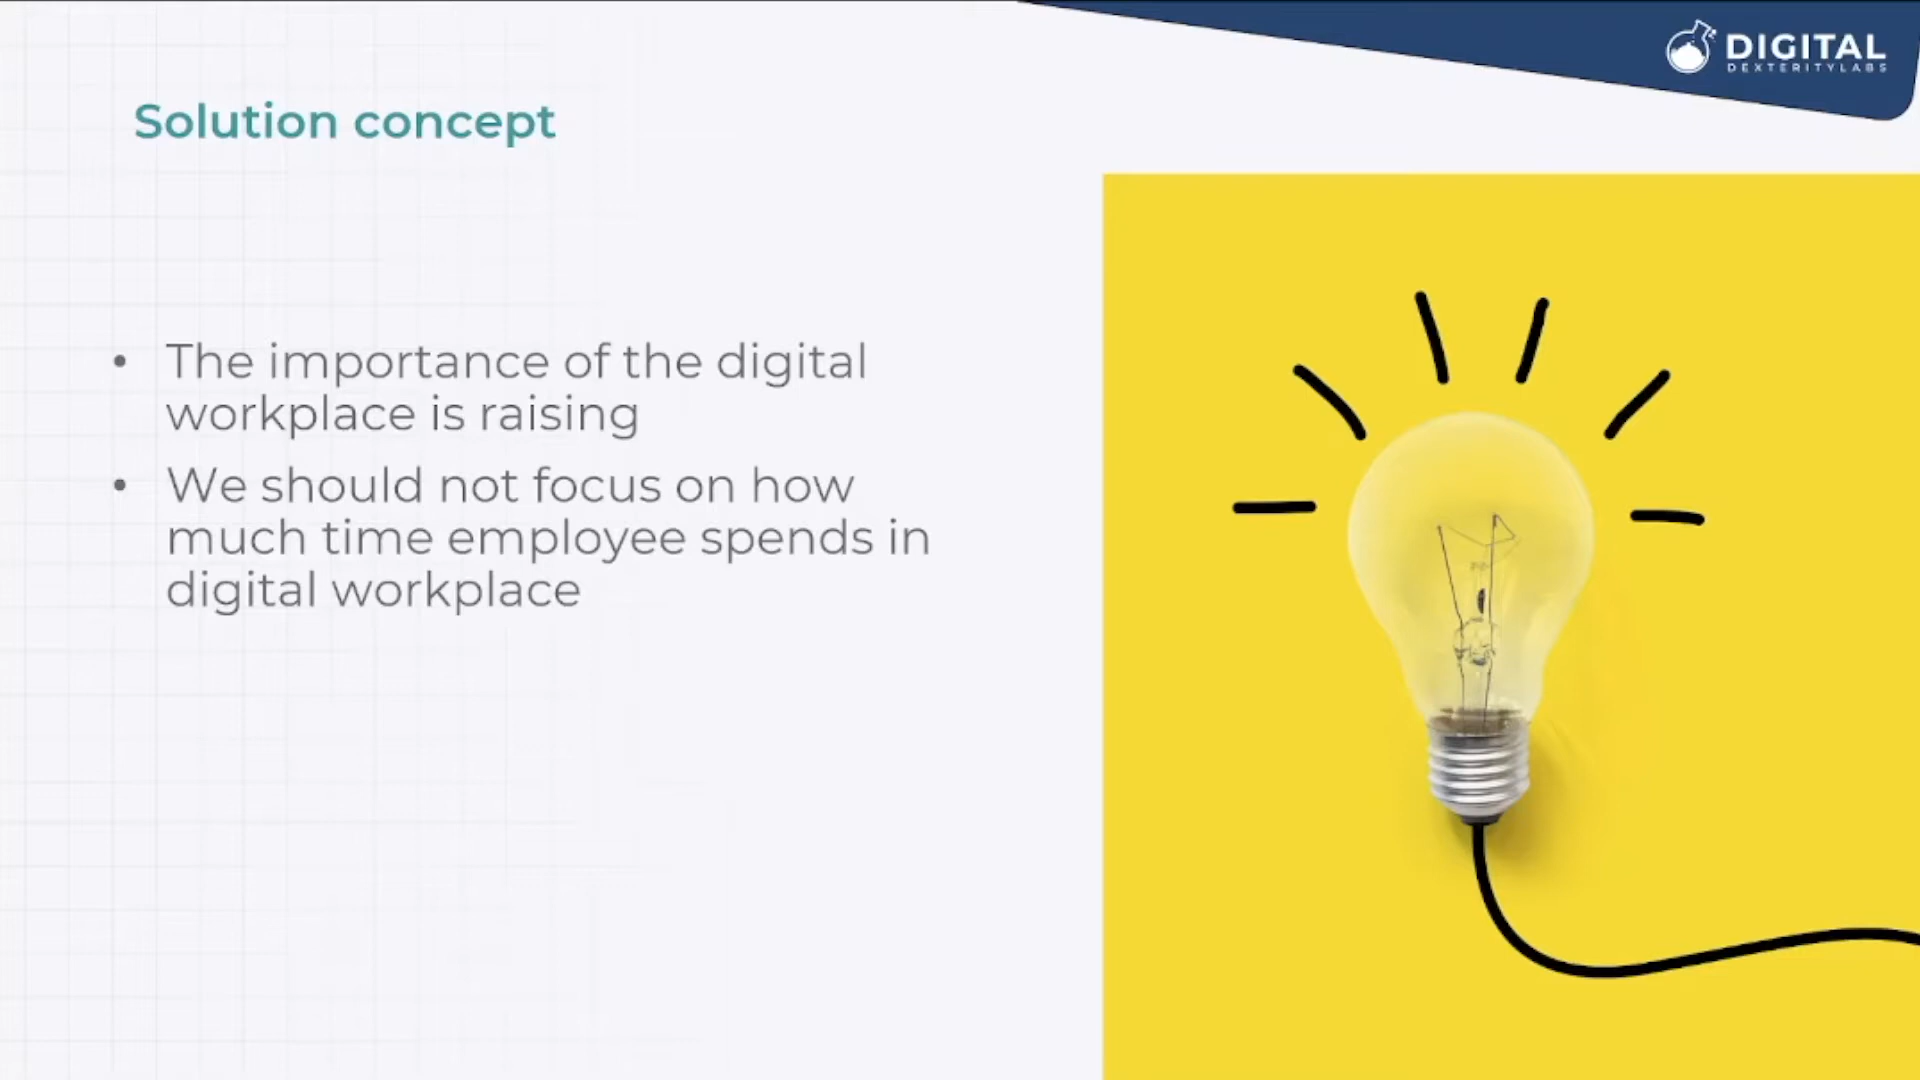 DIGITAL
DEXTERITYLABS
Solution concept
• The importance of the digital
workplace is raising
• We should not focus on how
much time employee spends in
digital workplace